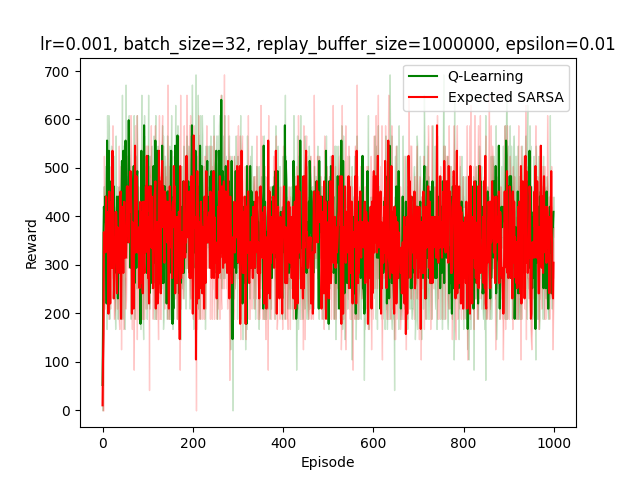 lr=0.001, batch_size=32, replay_buffer_size=1000000, epsilon=0.01
Q-Learning
Expected SARSA
Reward
700
600
500
400
300
200
100
0
0 200 400 600 800 1000
Episode